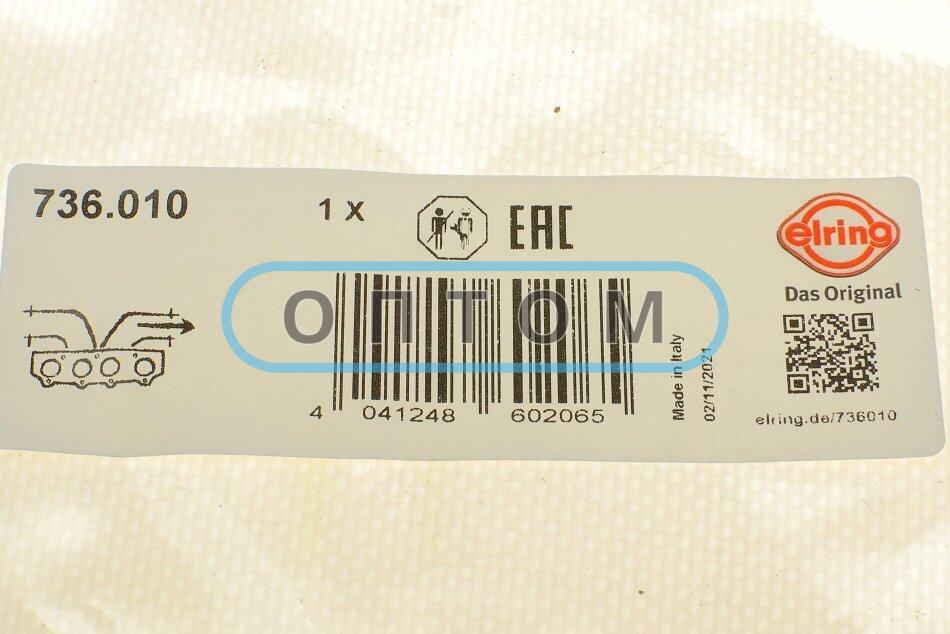 736.010
1 X
EAC
elring
Das Original
ОПТОМ
4 041248 602065
Made in Italy
02/11/2021
elring.de/736010